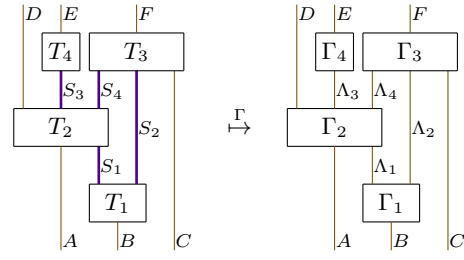 D E F D E F
T₄ T₃ Γ₄ Γ₃
S₃ S₄ Λ₃ Λ₄
T₂ S₂ Γ ↦ Γ₂ Λ₂
S₁ Λ₁
T₁ Γ₁
A B C A B C